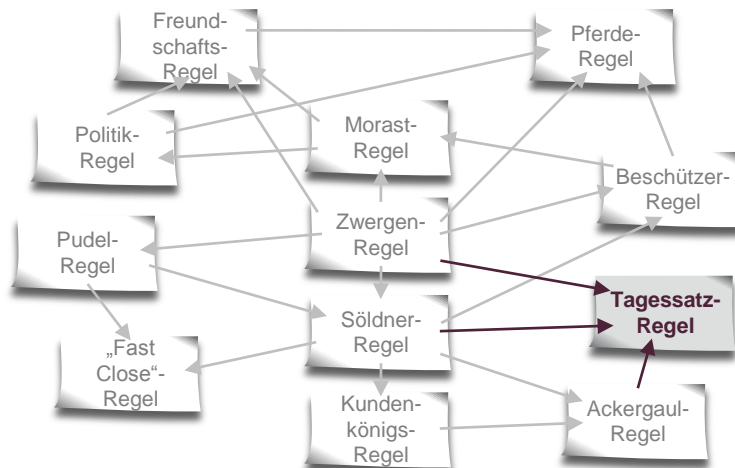 Freund-
schafts-
Regel
Pferde-
Regel
Politik-
Regel
Morast-
Regel
Beschützer-
Regel
Pudel-
Regel
Zwergen-
Regel
Tagessatz-
Regel
„Fast
Close“-
Regel
Söldner-
Regel
Kunden-
königs-
Regel
Ackergaul-
Regel